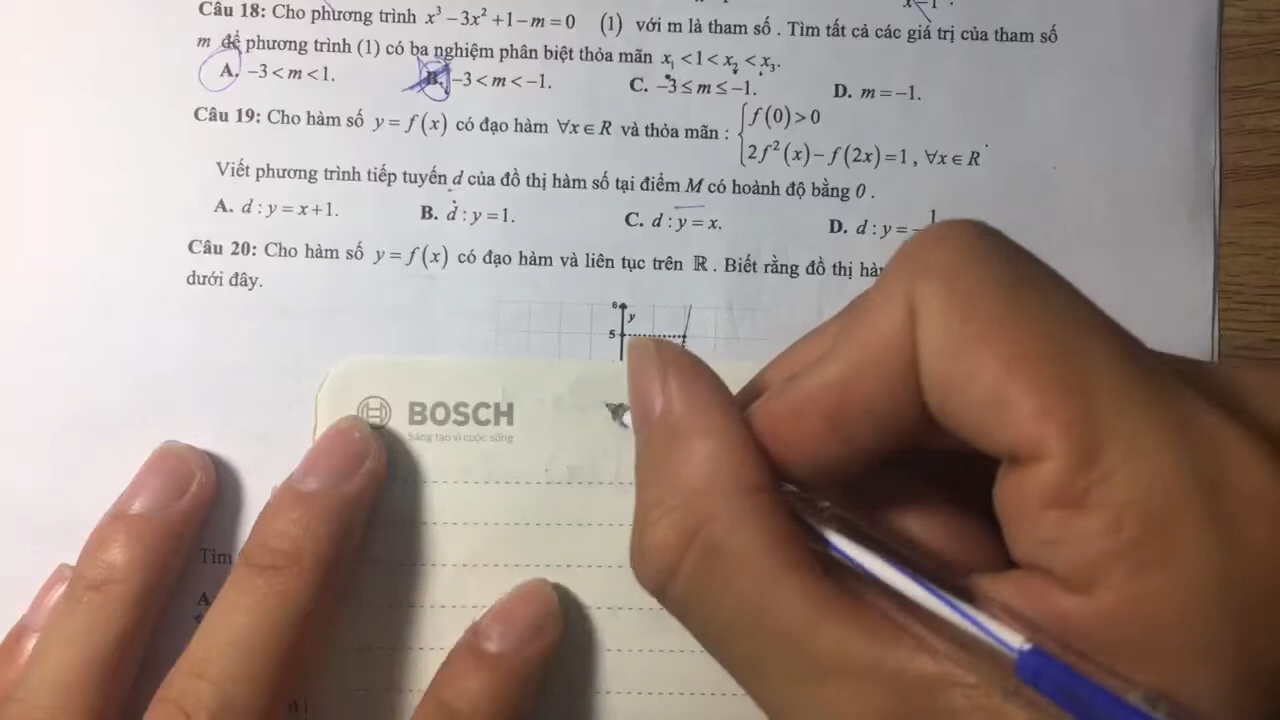 Câu 18: Cho phương trình x³ − 3x² + 1 − m = 0 (1) với m là tham số . Tìm tất cả các giá trị của tham số
m để phương trình (1) có ba nghiệm phân biệt thỏa mãn x₁ < 1 < x₂ < x₃.
A. −3 < m < 1. B. −3 < m < −1. C. −3 ≤ m ≤ −1. D. m = −1.
Câu 19: Cho hàm số y = f(x) có đạo hàm ∀x ∈ R và thỏa mãn : { f(0) > 0
2f²(x) − f(2x) = 1 , ∀x ∈ R .
Viết phương trình tiếp tuyến d của đồ thị hàm số tại điểm M có hoành độ bằng 0 .
A. d : y = x + 1. B. d : y = 1. C. d : y = x. D. d : y =
Câu 20: Cho hàm số y = f(x) có đạo hàm và liên tục trên ℝ . Biết rằng đồ thị
dưới đây.
6
y
5
BOSCH
Sáng tạo vì cuộc sống
Tìm
A